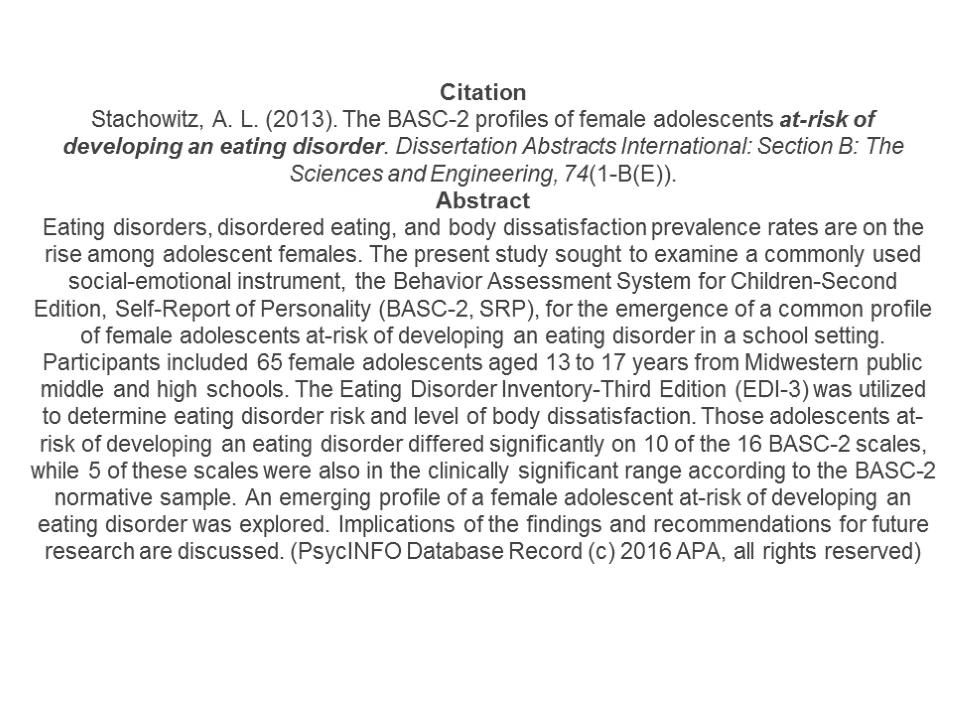 Citation
Stachowitz, A. L. (2013). The BASC-2 profiles of female adolescents at-risk of
developing an eating disorder. Dissertation Abstracts International: Section B: The
Sciences and Engineering, 74(1-B(E)).
Abstract
Eating disorders, disordered eating, and body dissatisfaction prevalence rates are on the
rise among adolescent females. The present study sought to examine a commonly used
social-emotional instrument, the Behavior Assessment System for Children-Second
Edition, Self-Report of Personality (BASC-2, SRP), for the emergence of a common profile
of female adolescents at-risk of developing an eating disorder in a school setting.
Participants included 65 female adolescents aged 13 to 17 years from Midwestern public
middle and high schools. The Eating Disorder Inventory-Third Edition (EDI-3) was utilized
to determine eating disorder risk and level of body dissatisfaction. Those adolescents at-
risk of developing an eating disorder differed significantly on 10 of the 16 BASC-2 scales,
while 5 of these scales were also in the clinically significant range according to the BASC-2
normative sample. An emerging profile of a female adolescent at-risk of developing an
eating disorder was explored. Implications of the findings and recommendations for future
research are discussed. (PsycINFO Database Record (c) 2016 APA, all rights reserved)